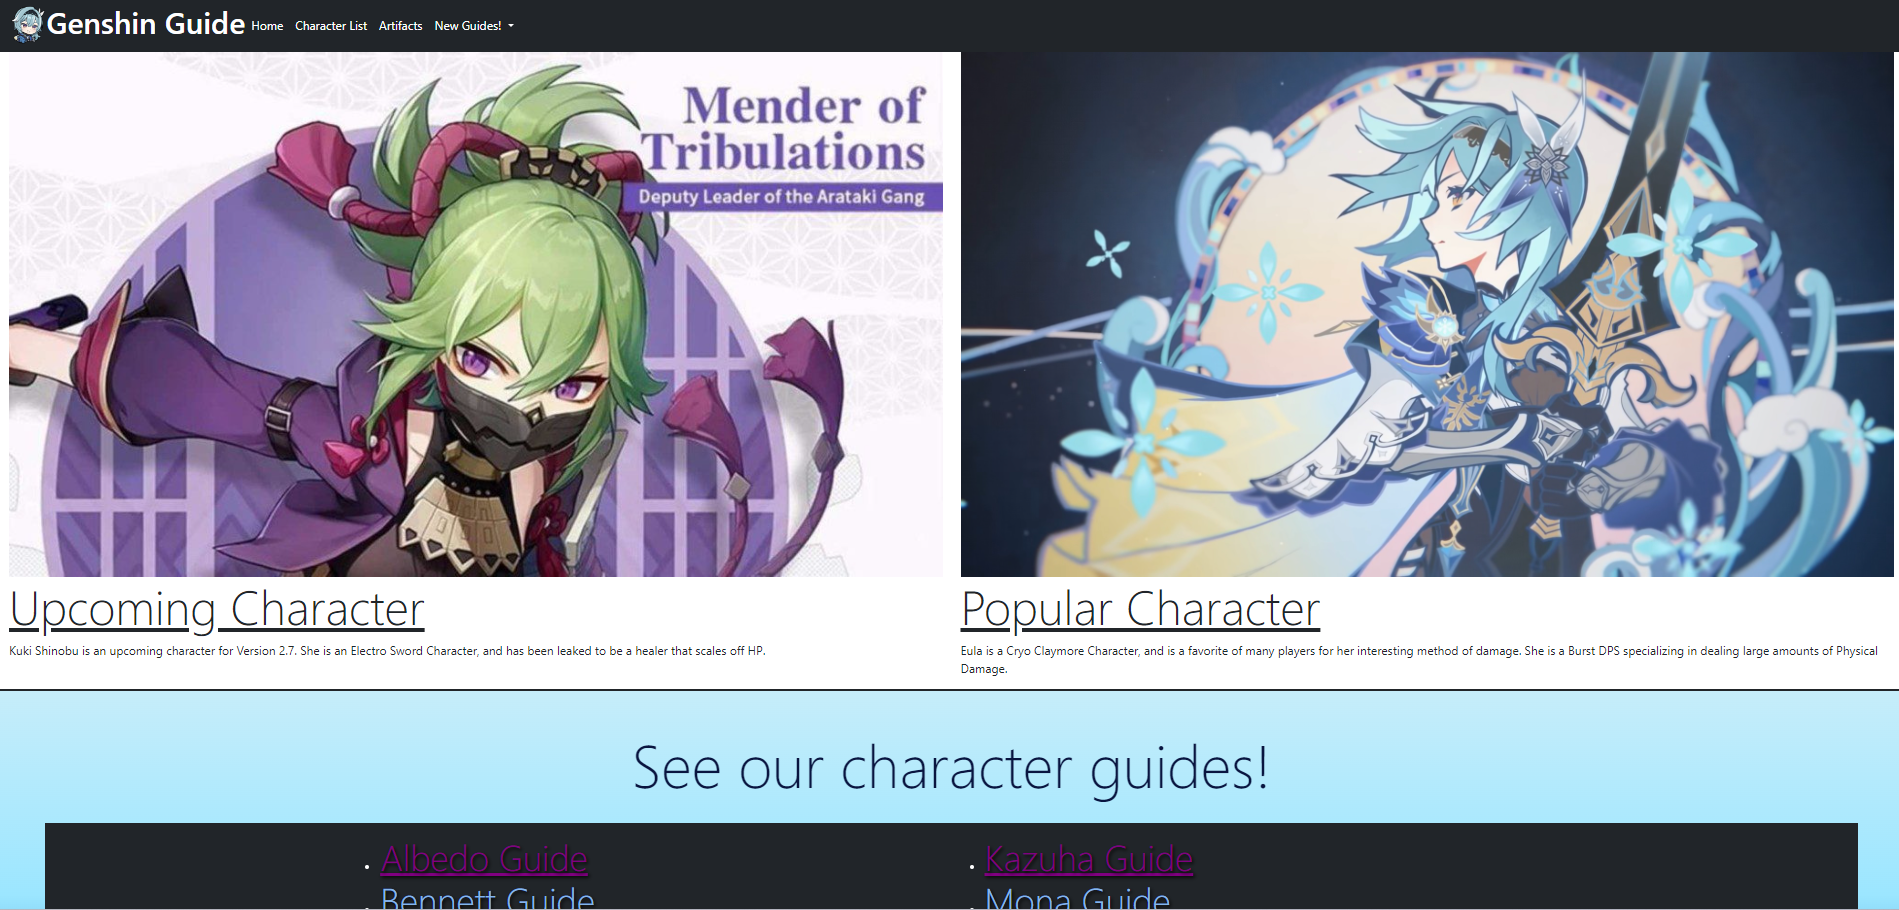 Genshin Guide Home Character List Artifacts New Guides!
Mender of
Tribulations
Deputy Leader of the Arataki Gang
Upcoming Character
Kuki Shinobu is an upcoming character for Version 2.7. She is an Electro Sword Character, and has been leaked to be a healer that scales off HP.
Popular Character
Eula is a Cryo Claymore Character, and is a favorite of many players for her interesting method of damage. She is a Burst DPS specializing in dealing large amounts of Physical
Damage.
See our character guides!
Albedo Guide
Bennett Guide
Kazuha Guide
Mona Guide